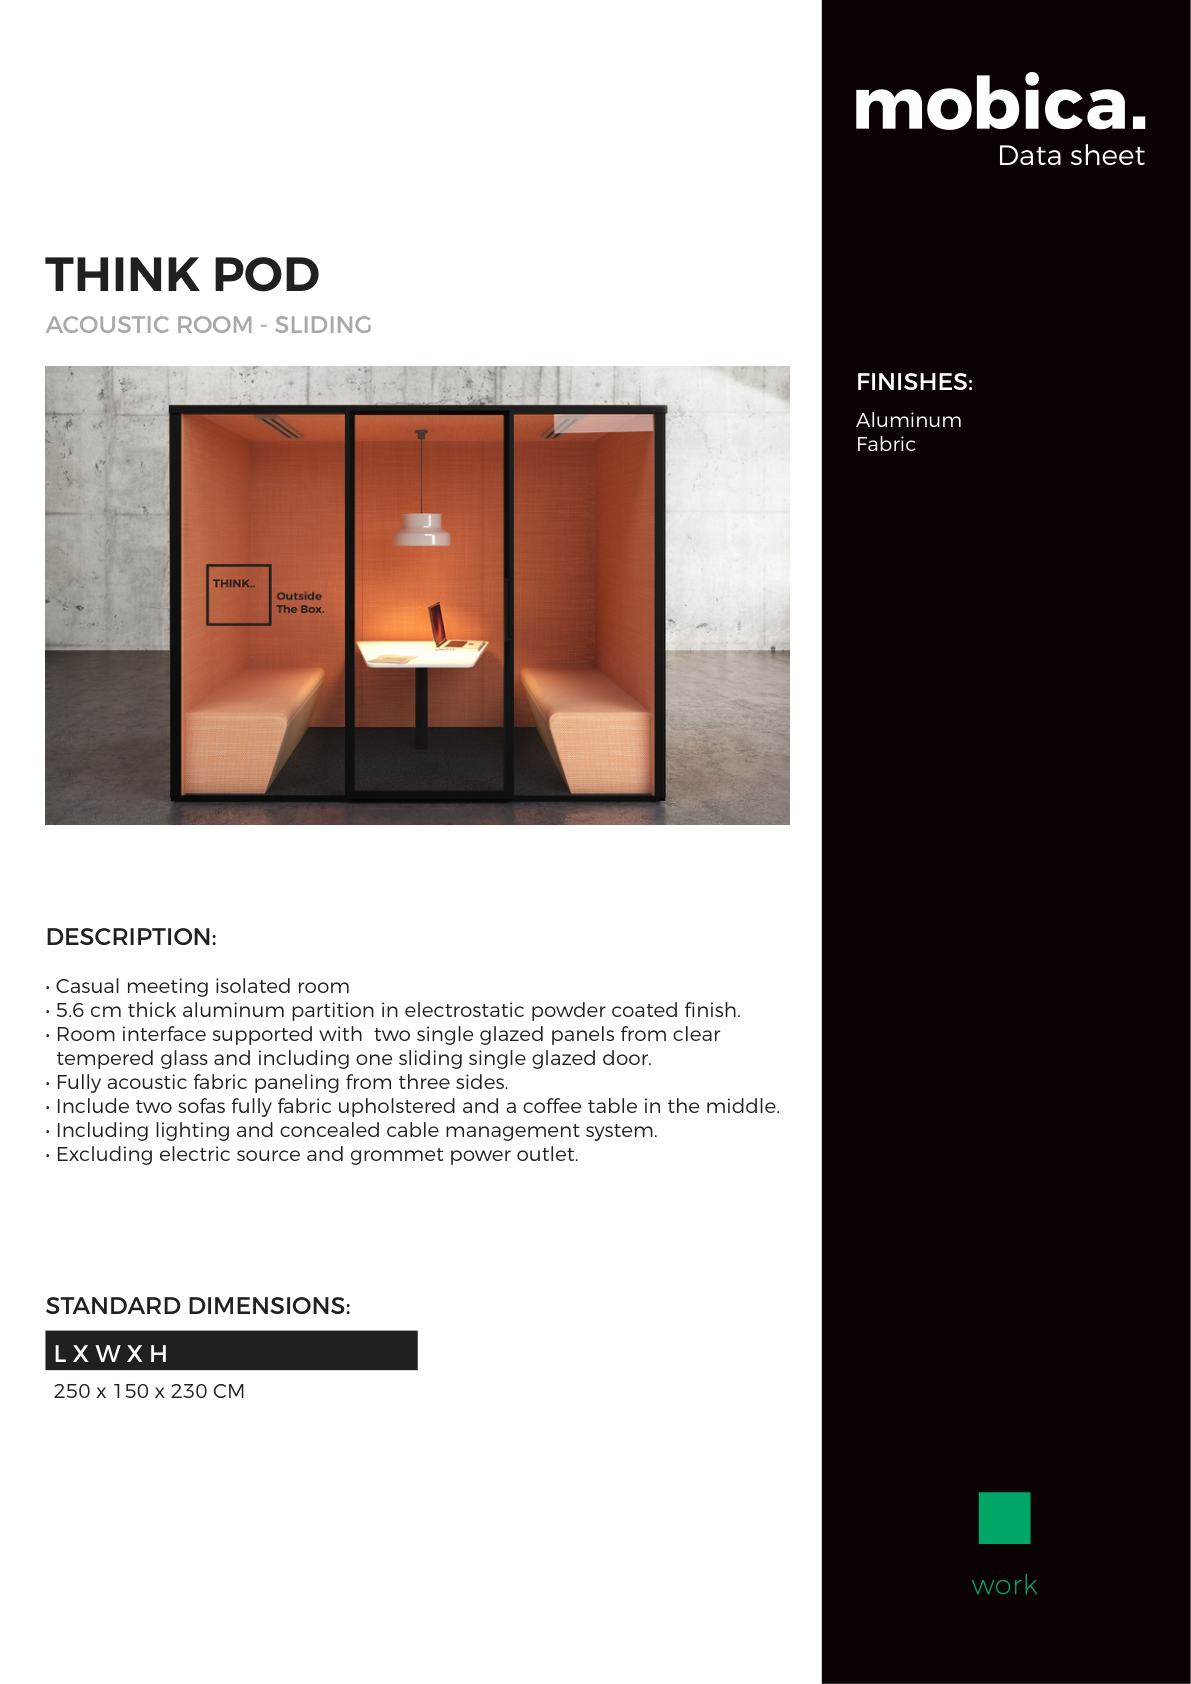 mobica.
Data sheet
THINK POD
ACOUSTIC ROOM - SLIDING
THINK..
Outside
The Box.
FINISHES:
Aluminum
Fabric
DESCRIPTION:
• Casual meeting isolated room
• 5.6 cm thick aluminum partition in electrostatic powder coated finish.
• Room interface supported with  two single glazed panels from clear
tempered glass and including one sliding single glazed door.
• Fully acoustic fabric paneling from three sides.
• Include two sofas fully fabric upholstered and a coffee table in the middle.
• Including lighting and concealed cable management system.
• Excluding electric source and grommet power outlet.
STANDARD DIMENSIONS:
L X W X H
250 x 150 x 230 CM
work